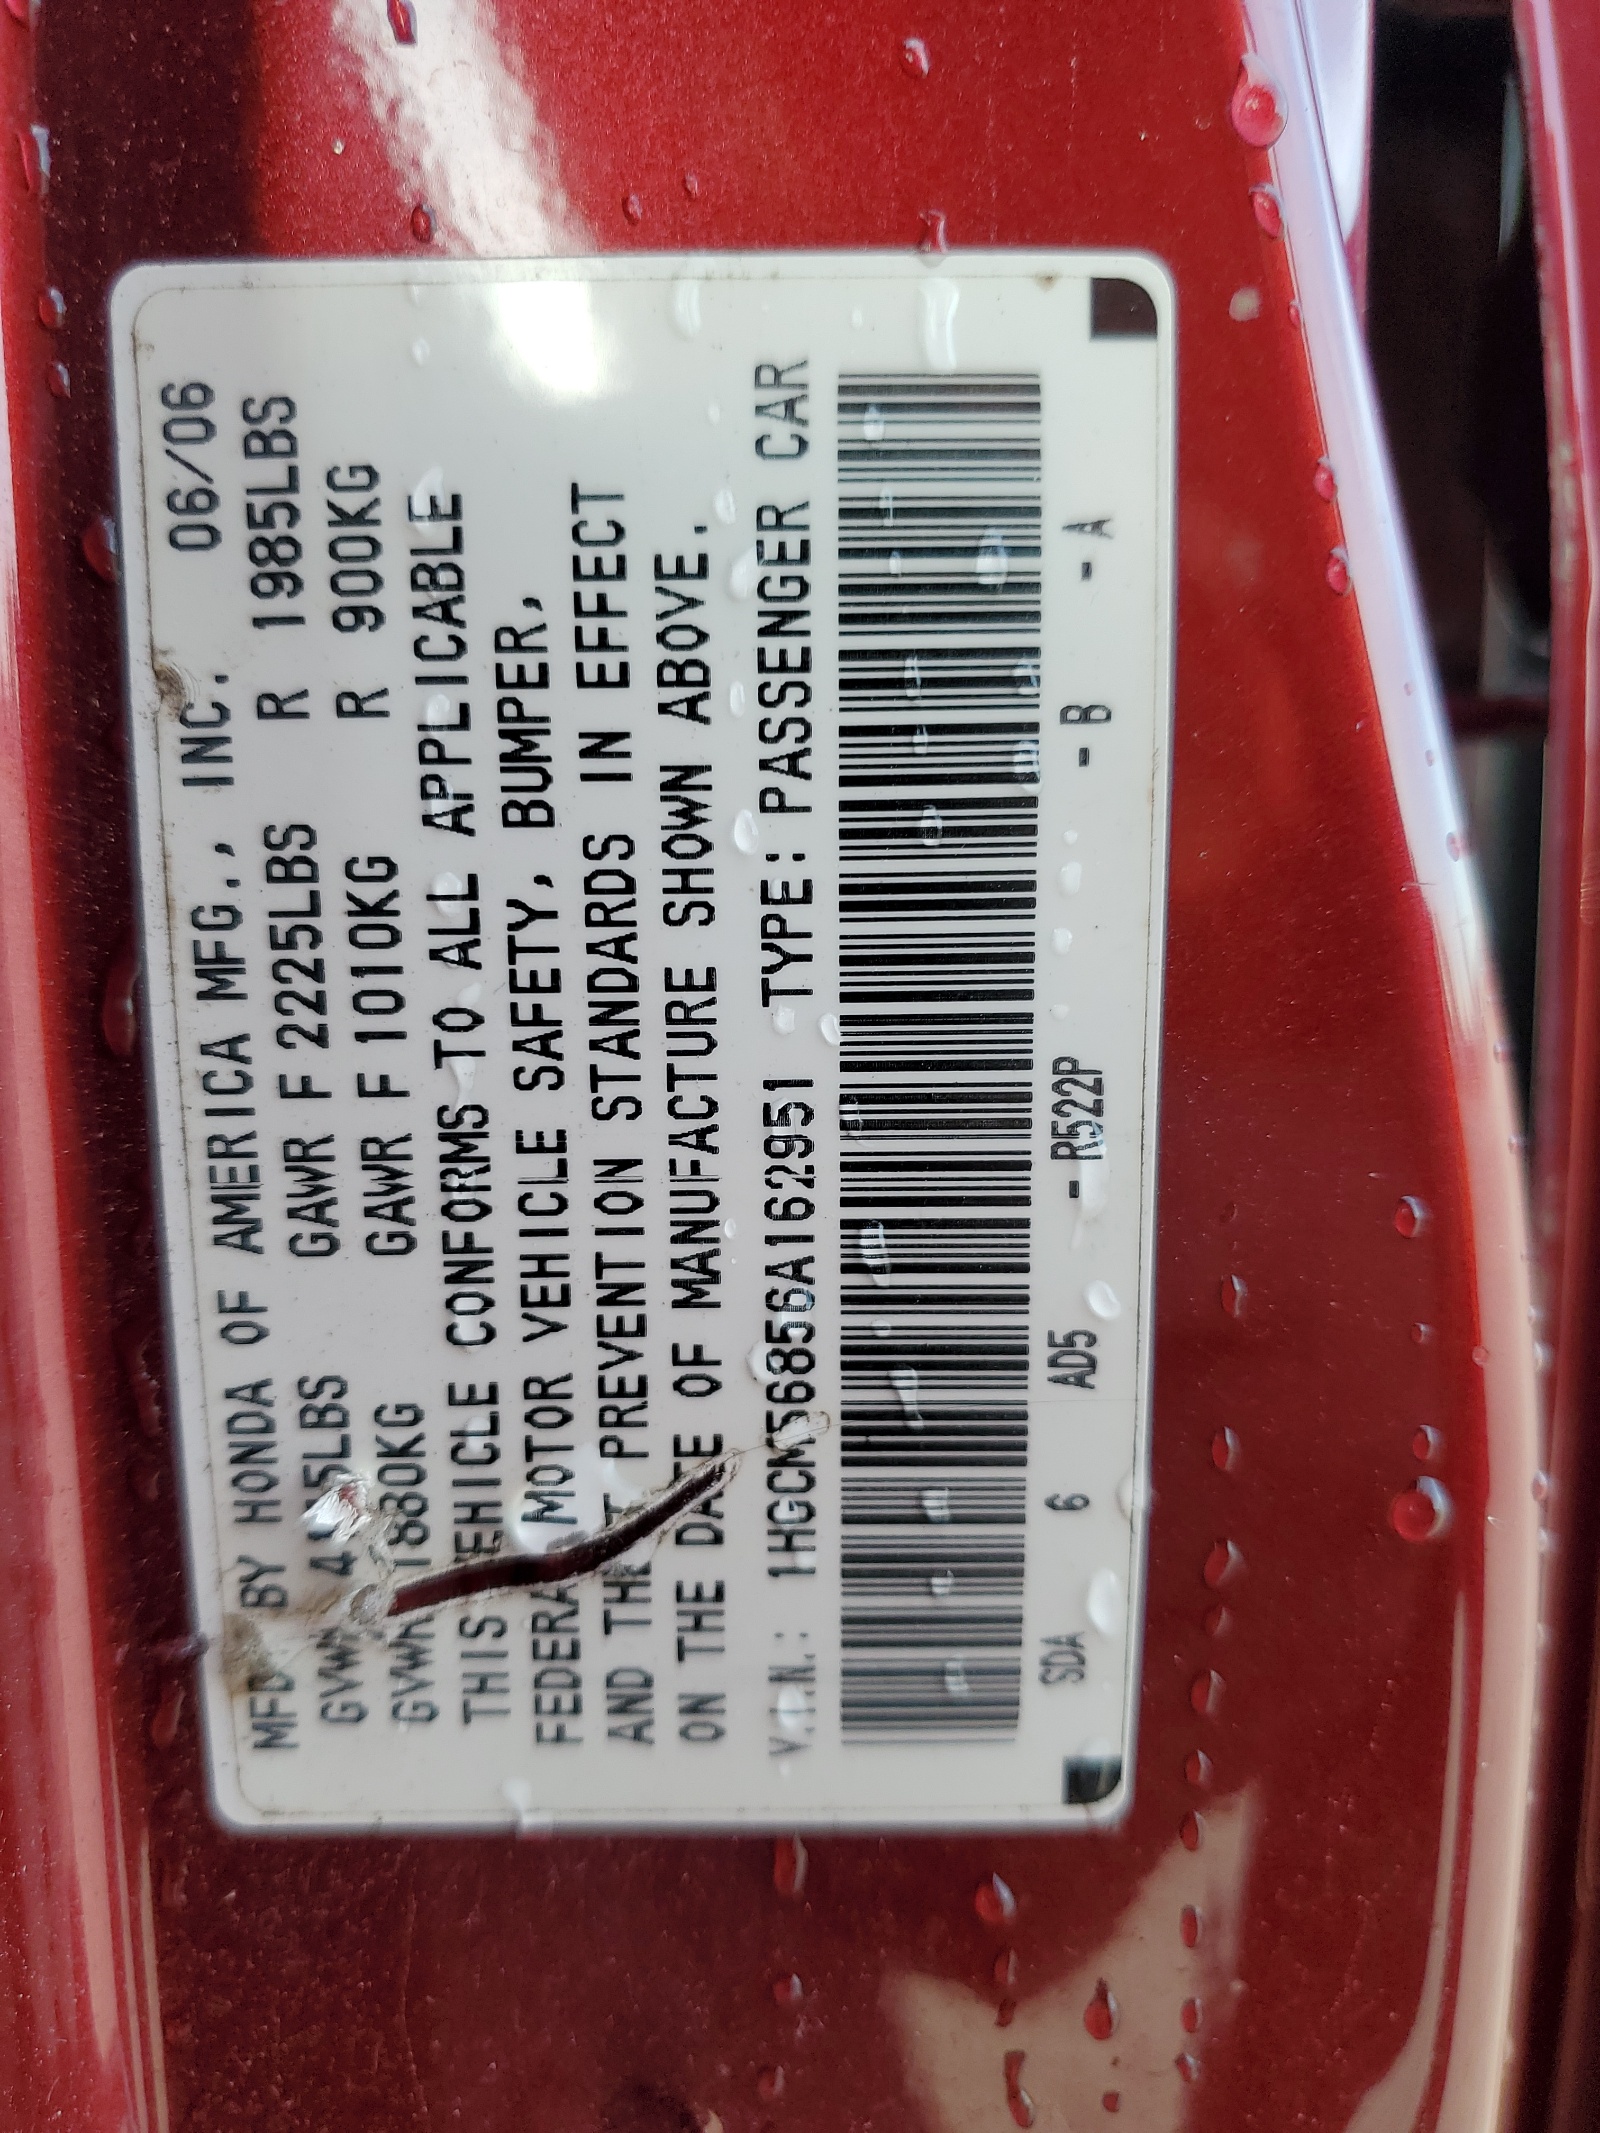 MFD BY HONDA OF AMERICA MFG., INC. 06/06
GAWR F 2225LBS R 1985LBS
1880KG GAWR F 1010KG R 900KG
THIS VEHICLE CONFORMS TO ALL APPLICABLE
FEDERAL MOTOR VEHICLE SAFETY, BUMPER,
AND THEFT PREVENTION STANDARDS IN EFFECT
ON THE DATE OF MANUFACTURE SHOWN ABOVE.
V.I.N.: 1HGCM56856A162951 TYPE: PASSENGER CAR
SDA 6 AD5 - R522P - B - A